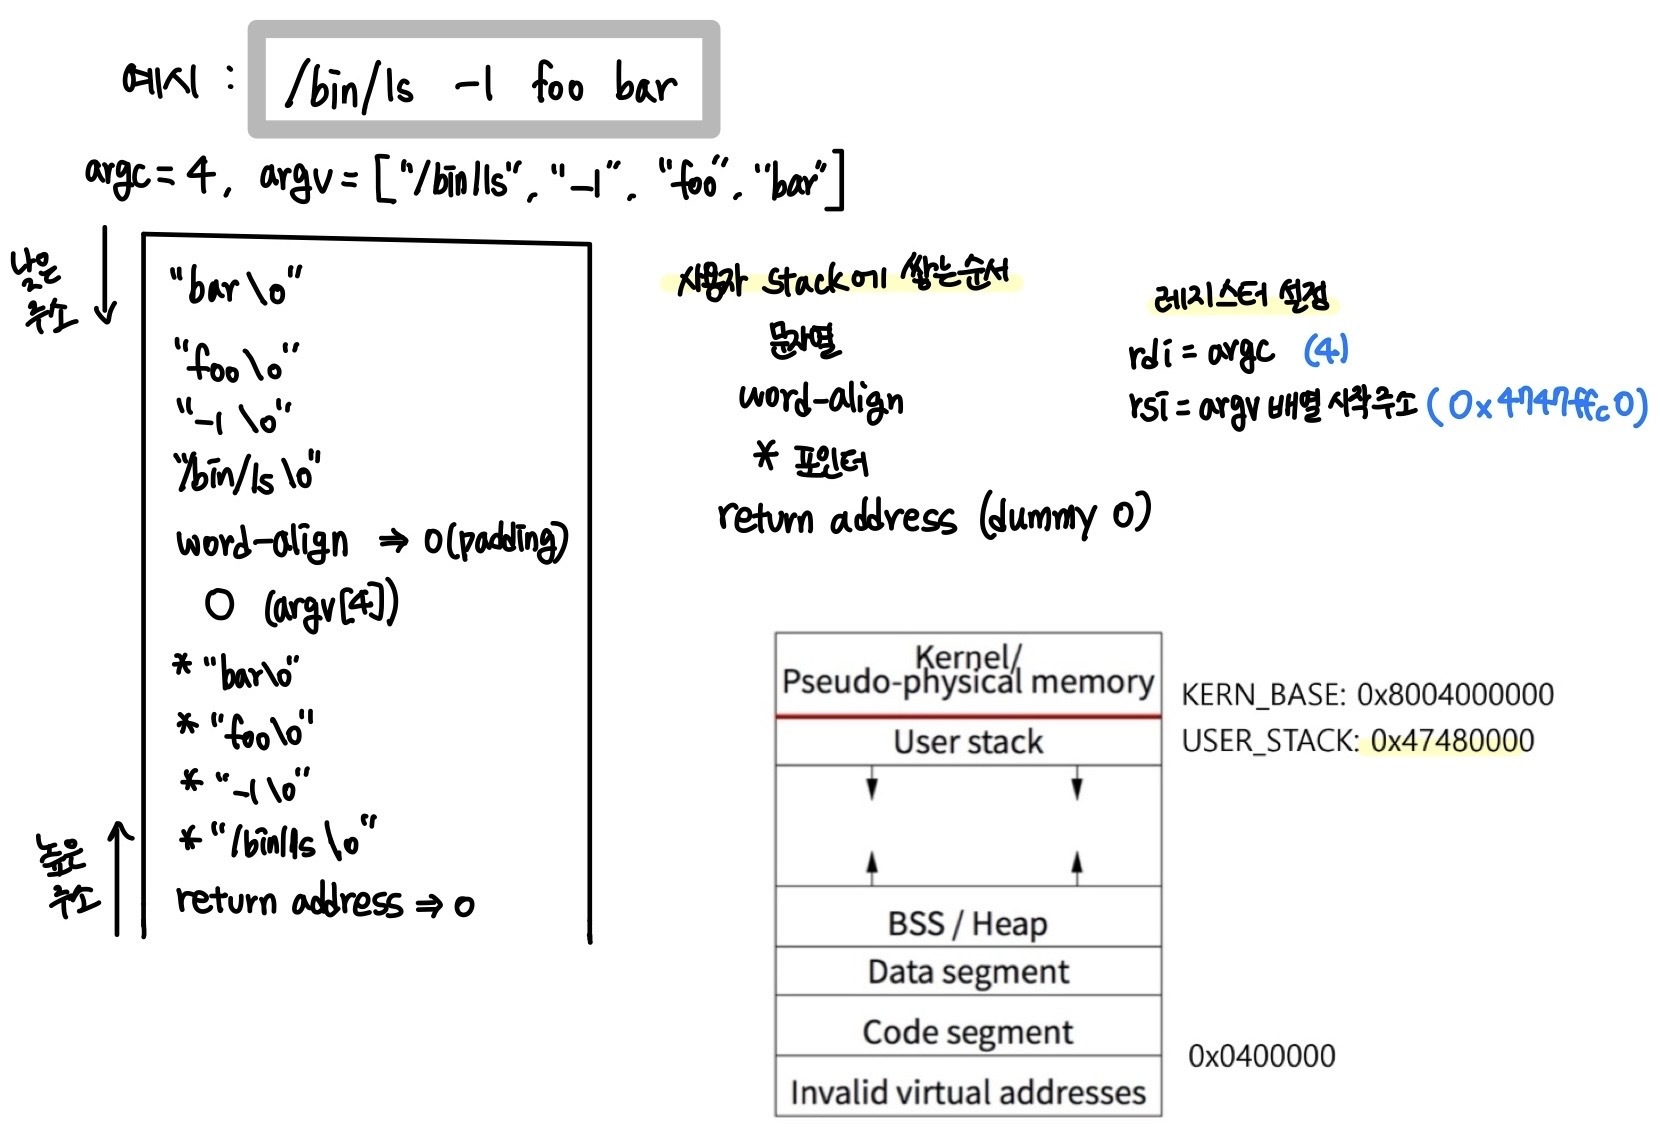 예시 : /bin/ls -l foo bar
argc = 4, argv = ["/bin/ls", "-l", "foo", "bar"]
낮은
주소
"bar\0"
"foo\0"
"-l\0"
"/bin/ls\0"
word-align ⇒ 0(padding)
0 (argv[4])
* "bar\0"
* "foo\0"
* "-l\0"
* "/bin/ls\0"
return address ⇒ 0
높은
주소
사용자 stack에 쌓는 순서
문자열
word-align
* 포인터
return address (dummy 0)
레지스터 설정
rdi = argc (4)
rsi = argv 배열 시작주소 (0x4747ffc0)
Kernel/
Pseudo-physical memory
KERN_BASE: 0x8004000000
User stack
USER_STACK: 0x47480000
BSS / Heap
Data segment
Code segment
0x0400000
Invalid virtual addresses